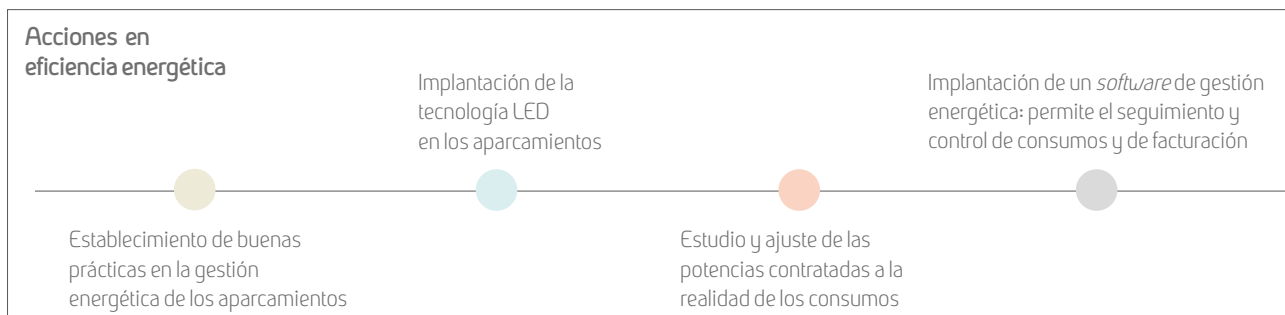 Acciones en
eficiencia energética
Establecimiento de buenas
prácticas en la gestión
energética de los aparcamientos
Implantación de la
tecnología LED
en los aparcamientos
Estudio y ajuste de las
potencias contratadas a la
realidad de los consumos
Implantación de un software de gestión
energética: permite el seguimiento y
control de consumos y de facturación